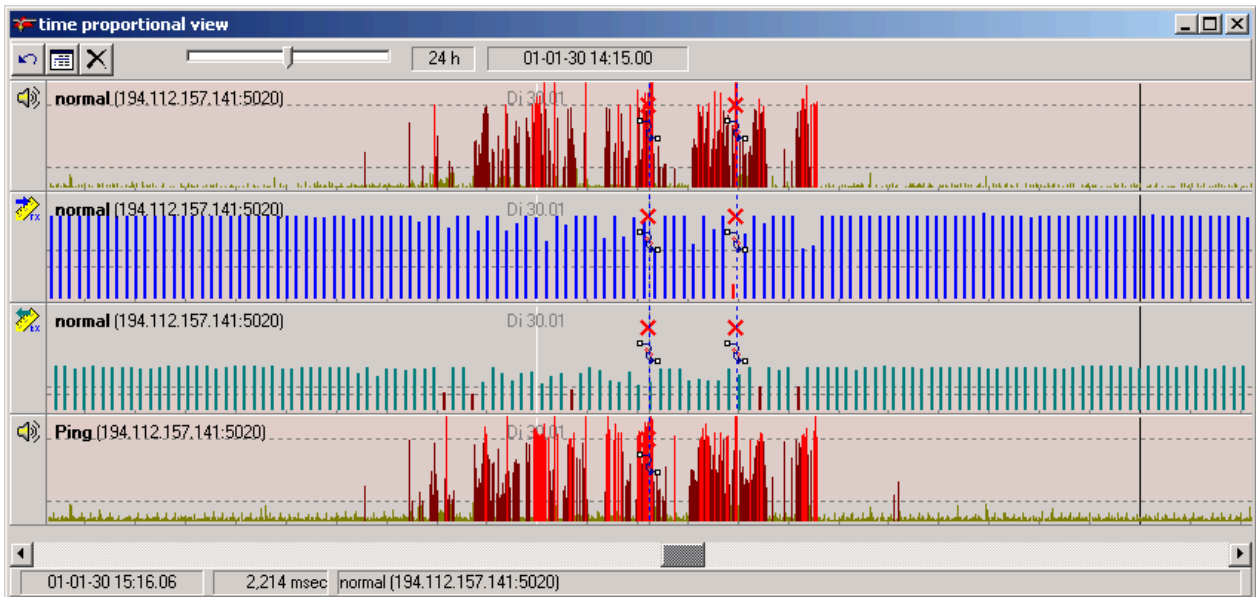 time proportional view
24 h
01-01-30 14:15.00
normal (194.112.157.141:5020)
Di 30.01
normal (194.112.157.141:5020)
Di 30.01
normal (194.112.157.141:5020)
Di 30.01
Ping (194.112.157.141:5020)
Di 30.01
01-01-30 15:16.06
2,214 msec
normal (194.112.157.141:5020)